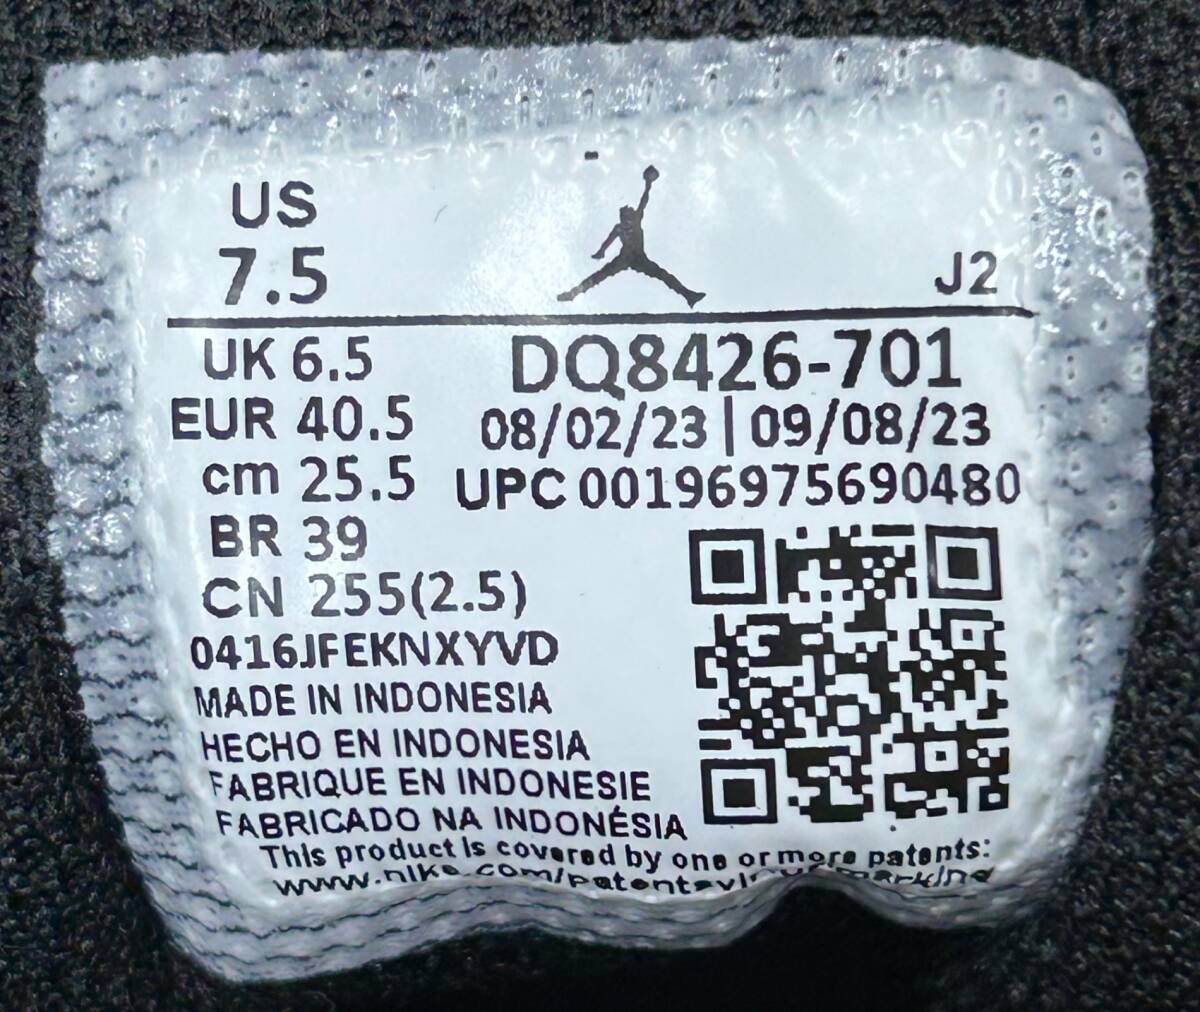 US
7.5
J2
UK 6.5
EUR 40.5
cm 25.5
BR 39
CN 255(2.5)
DQ8426-701
08/02/23 | 09/08/23
UPC 00196975690480
0416JFEKNXYVD
MADE IN INDONESIA
HECHO EN INDONESIA
FABRIQUE EN INDONESIE
FABRICADO NA INDONÉSIA
This product is covered by one or more patents: